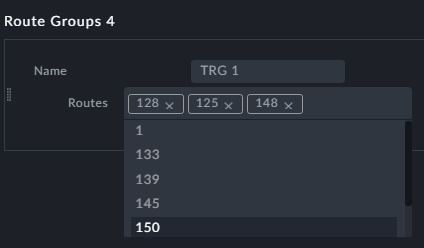 Route Groups 4
Name TRG 1
Routes 128 × 125 × 148 ×
1
133
139
145
150